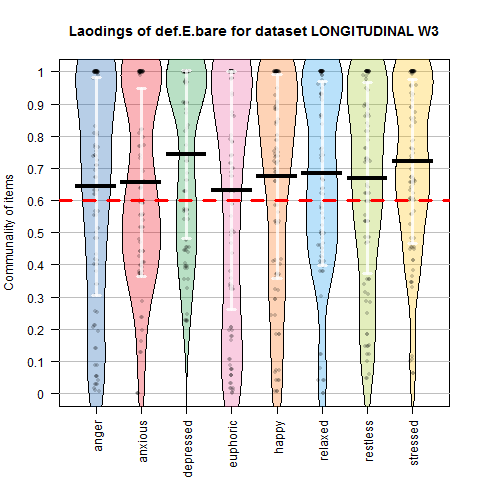 Laodings of def.E.bare for dataset LONGITUDINAL W3
Communality of items
1
0.9
0.8
0.7
0.6
0.5
0.4
0.3
0.2
0.1
0
anger
anxious
depressed
euphoric
happy
relaxed
restless
stressed